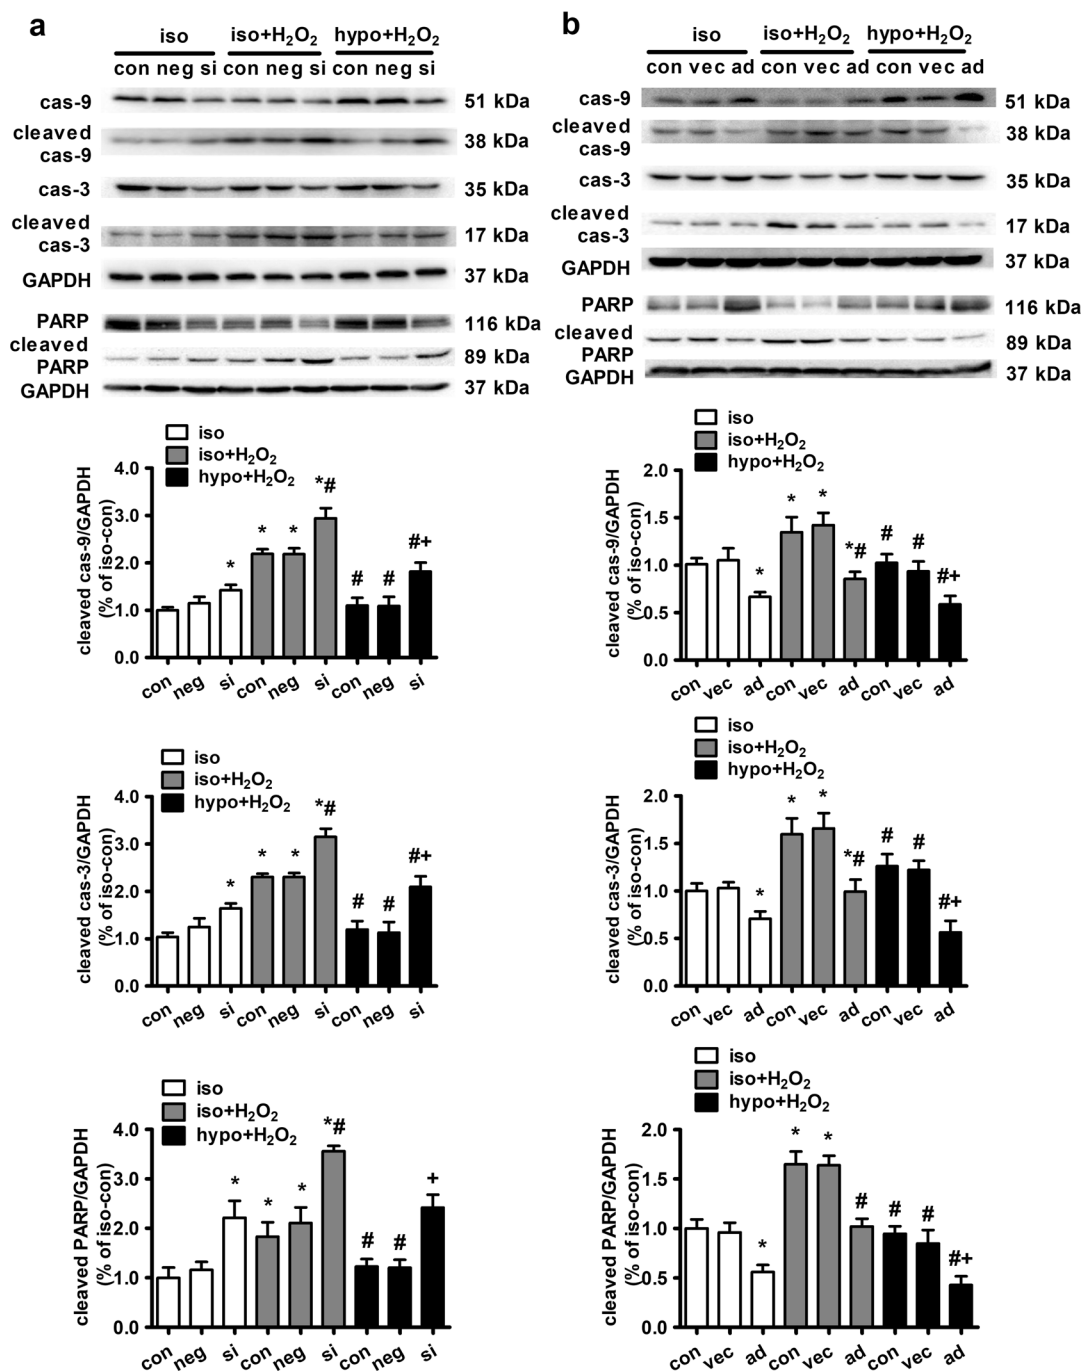 a
iso iso+H₂O₂ hypo+H₂O₂
con neg si con neg si con neg si
cas-9 51 kDa
cleaved
cas-9 38 kDa
cas-3 35 kDa
cleaved
cas-3 17 kDa
GAPDH 37 kDa
PARP 116 kDa
cleaved
PARP 89 kDa
GAPDH 37 kDa
iso
iso+H₂O₂
hypo+H₂O₂
cleaved cas-9/GAPDH
(% of iso-con)
4.0
3.0
2.0
1.0
0.0
* * * *# # # #+
con neg si con neg si con neg si
iso
iso+H₂O₂
hypo+H₂O₂
cleaved cas-3/GAPDH
(% of iso-con)
4.0
3.0
2.0
1.0
0.0
* * * *# # # #+
con neg si con neg si con neg si
iso
iso+H₂O₂
hypo+H₂O₂
cleaved PARP/GAPDH
(% of iso-con)
4.0
3.0
2.0
1.0
0.0
* * * *# # # +
con neg si con neg si con neg si
b
iso iso+H₂O₂ hypo+H₂O₂
con vec ad con vec ad con vec ad
cas-9 51 kDa
cleaved
cas-9 38 kDa
cas-3 35 kDa
cleaved
cas-3 17 kDa
GAPDH 37 kDa
PARP 116 kDa
cleaved
PARP 89 kDa
GAPDH 37 kDa
iso
iso+H₂O₂
hypo+H₂O₂
cleaved cas-9/GAPDH
(% of iso-con)
2.0
1.5
1.0
0.5
0.0
* * * *# # # #+
con vec ad con vec ad con vec ad
iso
iso+H₂O₂
hypo+H₂O₂
cleaved cas-3/GAPDH
(% of iso-con)
2.0
1.5
1.0
0.5
0.0
* * * *# # # #+
con vec ad con vec ad con vec ad
iso
iso+H₂O₂
hypo+H₂O₂
cleaved PARP/GAPDH
(% of iso-con)
2.0
1.5
1.0
0.5
0.0
* * * # # # #+
con vec ad con vec ad con vec ad